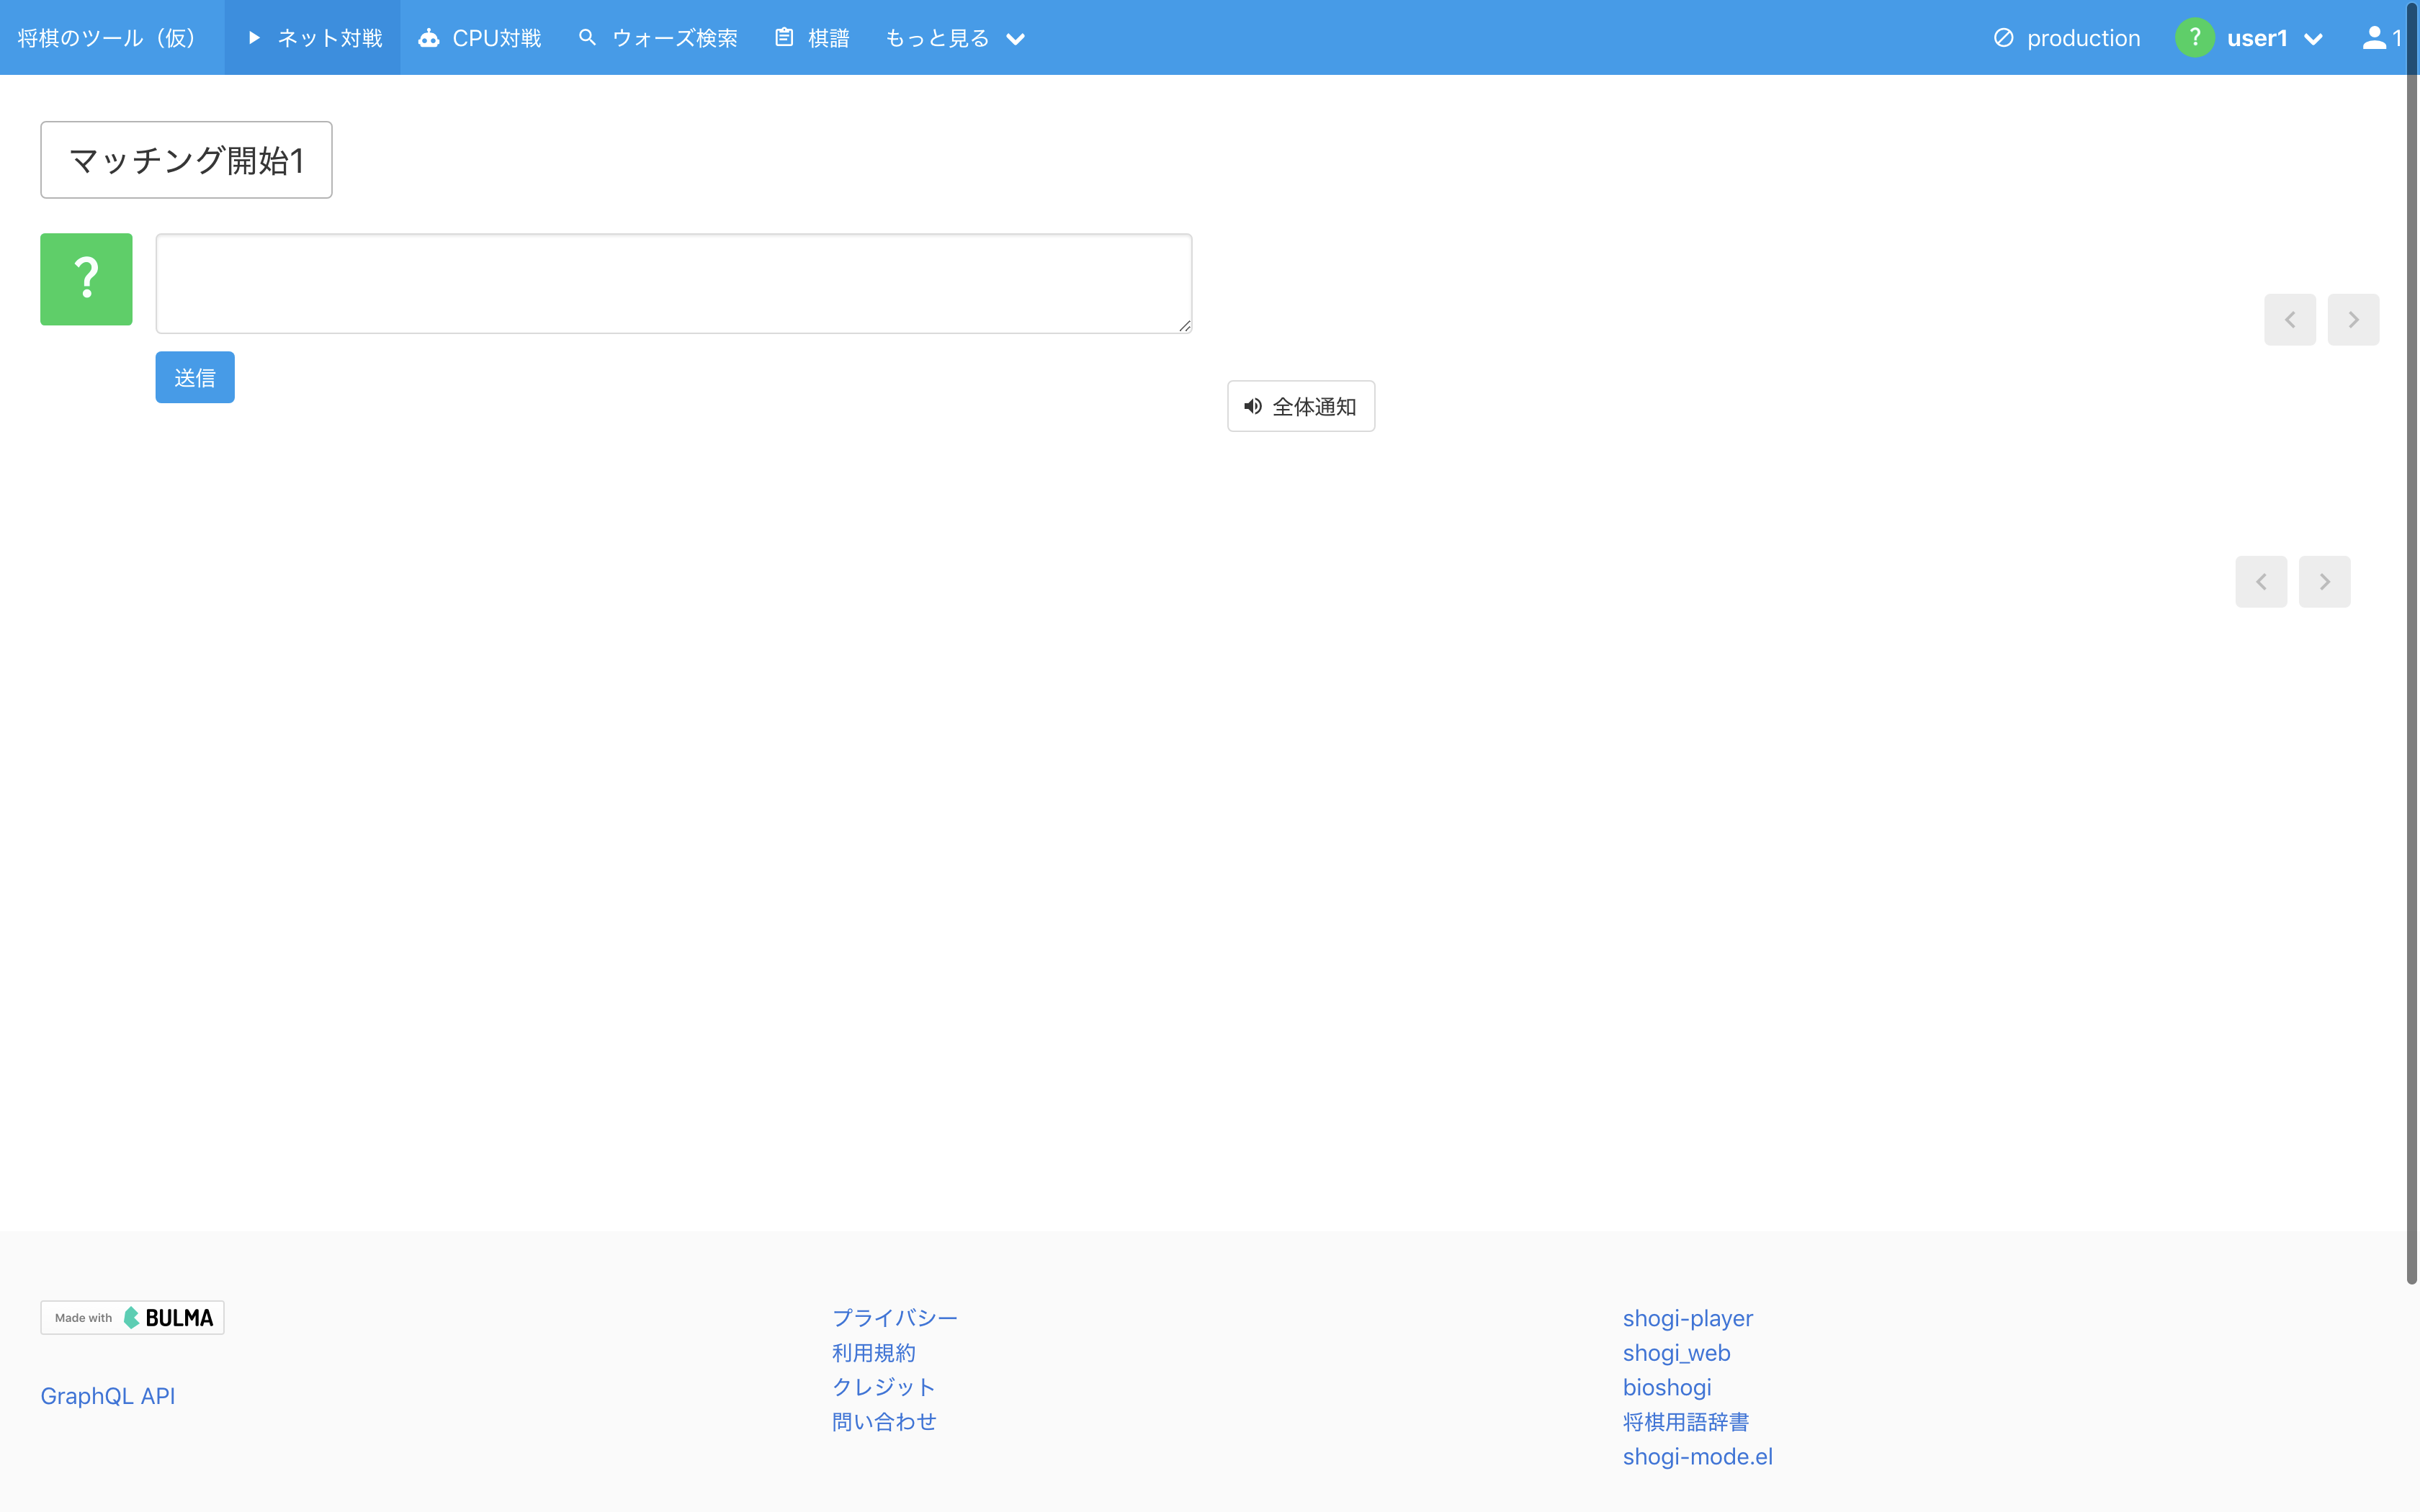 将棋のツール（仮） ネット対戦 CPU対戦 ウォーズ検索 棋譜 もっと見る production ? user1 1
マッチング開始1
?
送信
全体通知
Made with BULMA
GraphQL API
プライバシー
利用規約
クレジット
問い合わせ
shogi-player
shogi_web
bioshogi
将棋用語辞書
shogi-mode.el